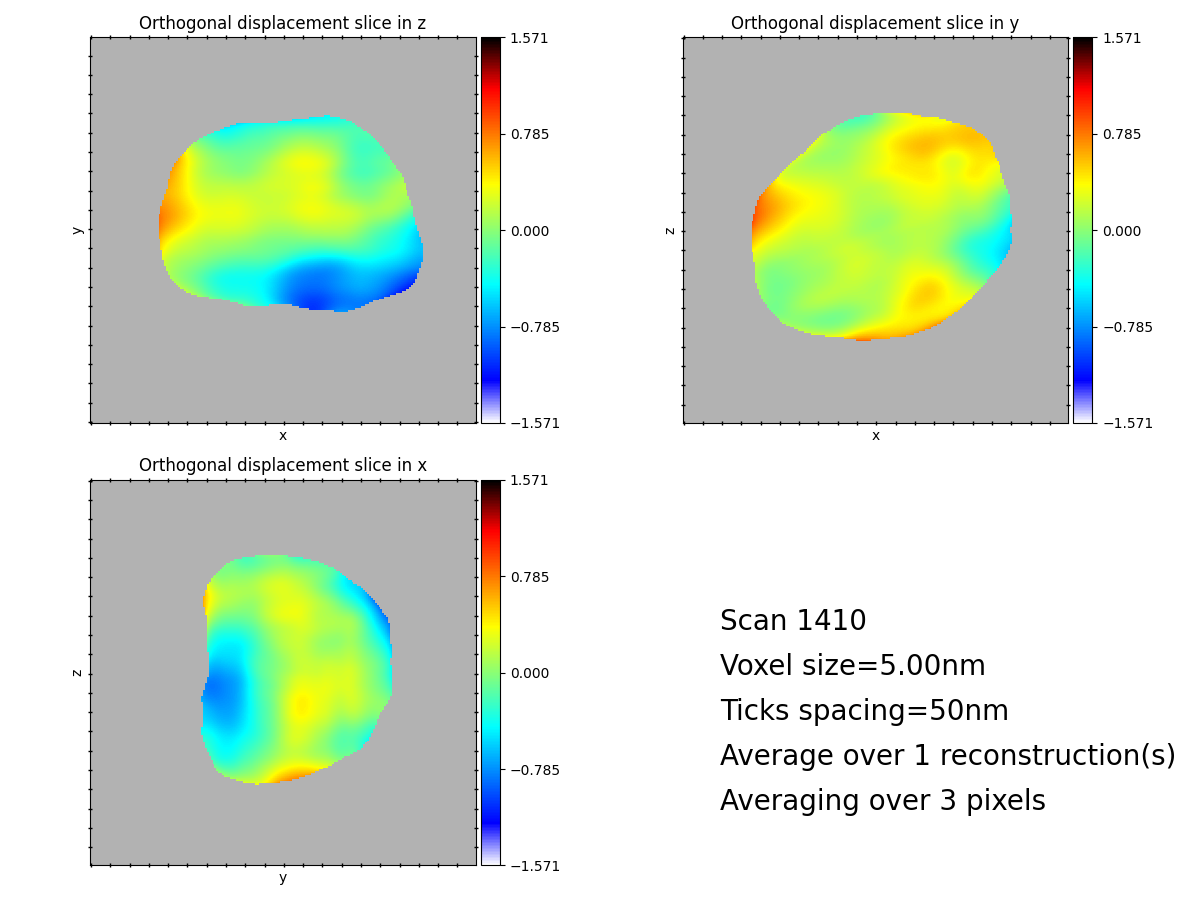 Orthogonal displacement slice in z
1.571
0.785
0.000
−0.785
−1.571
y
x
Orthogonal displacement slice in y
1.571
0.785
0.000
−0.785
−1.571
z
x
Orthogonal displacement slice in x
1.571
0.785
0.000
−0.785
−1.571
z
y
Scan 1410
Voxel size=5.00nm
Ticks spacing=50nm
Average over 1 reconstruction(s)
Averaging over 3 pixels